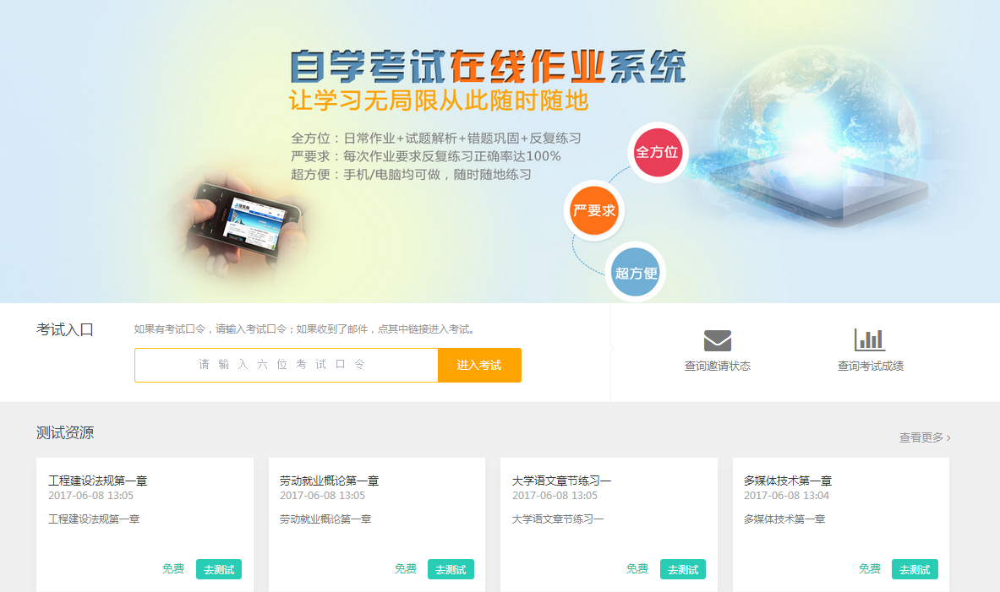 自学考试在线作业系统
让学习无局限从此随时随地
全方位：日常作业+试题解析+错题巩固+反复练习
严要求：每次作业要求反复练习正确率达100%
超方便：手机/电脑均可做，随时随地练习
全方位
严要求
超方便
考试入口
如果有考试口令，请输入考试口令；如果收到了邮件，点其中链接进入考试。
请输入六位考试口令
进入考试
查询邀请状态
查询考试成绩
测试资源
查看更多 ›
工程建设法规第一章
2017-06-08 13:05
工程建设法规第一章
免费 去测试
劳动就业概论第一章
2017-06-08 13:05
劳动就业概论第一章
免费 去测试
大学语文章节练习一
2017-06-08 13:05
大学语文章节练习一
免费 去测试
多媒体技术第一章
2017-06-08 13:04
多媒体技术第一章
免费 去测试